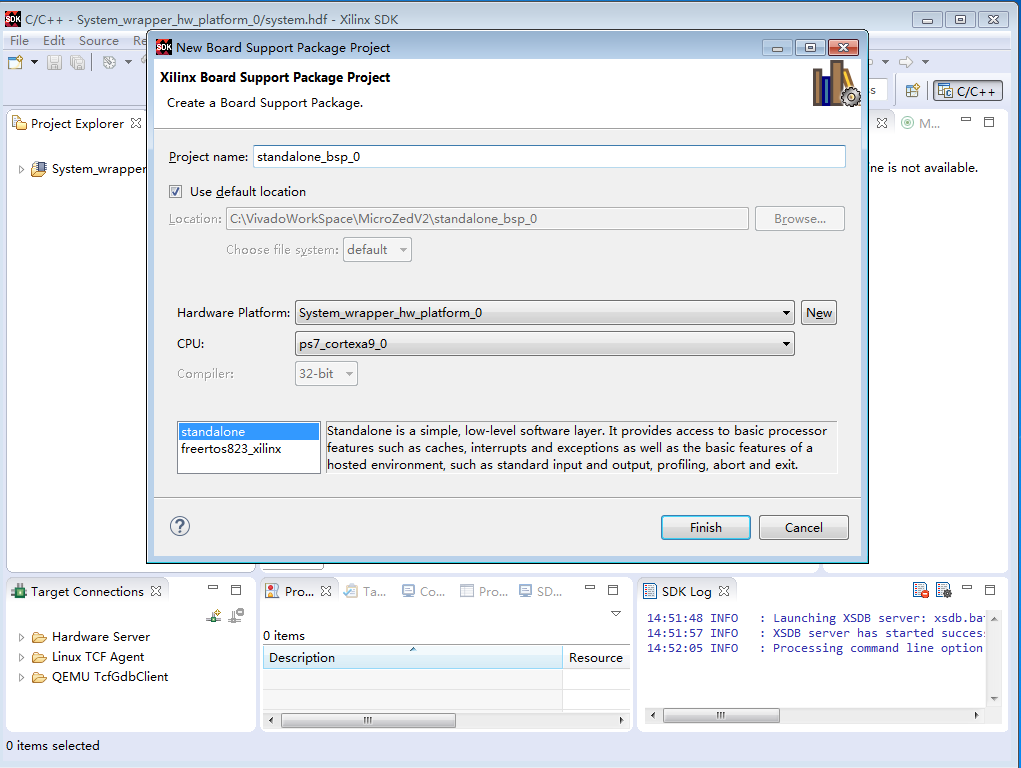 SDK C/C++ - System_wrapper_hw_platform_0/system.hdf - Xilinx SDK
File Edit Source Re
SDK New Board Support Package Project
Xilinx Board Support Package Project
Create a Board Support Package.
s
C/C++
Project Explorer
M...
System_wrapper
ne is not available.
Project name: standalone_bsp_0
Use default location
Location: C:\VivadoWorkSpace\MicroZedV2\standalone_bsp_0 Browse...
Choose file system: default
Hardware Platform: System_wrapper_hw_platform_0 New
CPU: ps7_cortexa9_0
Compiler: 32-bit
standalone
freertos823_xilinx
Standalone is a simple, low-level software layer. It provides access to basic processor
features such as caches, interrupts and exceptions as well as the basic features of a
hosted environment, such as standard input and output, profiling, abort and exit.
? Finish Cancel
Target Connections
Hardware Server
Linux TCF Agent
QEMU TcfGdbClient
Pro... Ta... Co... Pro... SD...
0 items
Description Resource
SDK Log
14:51:48 INFO : Launching XSDB server: xsdb.ba
14:51:57 INFO : XSDB server has started succes
14:52:05 INFO : Processing command line option
0 items selected